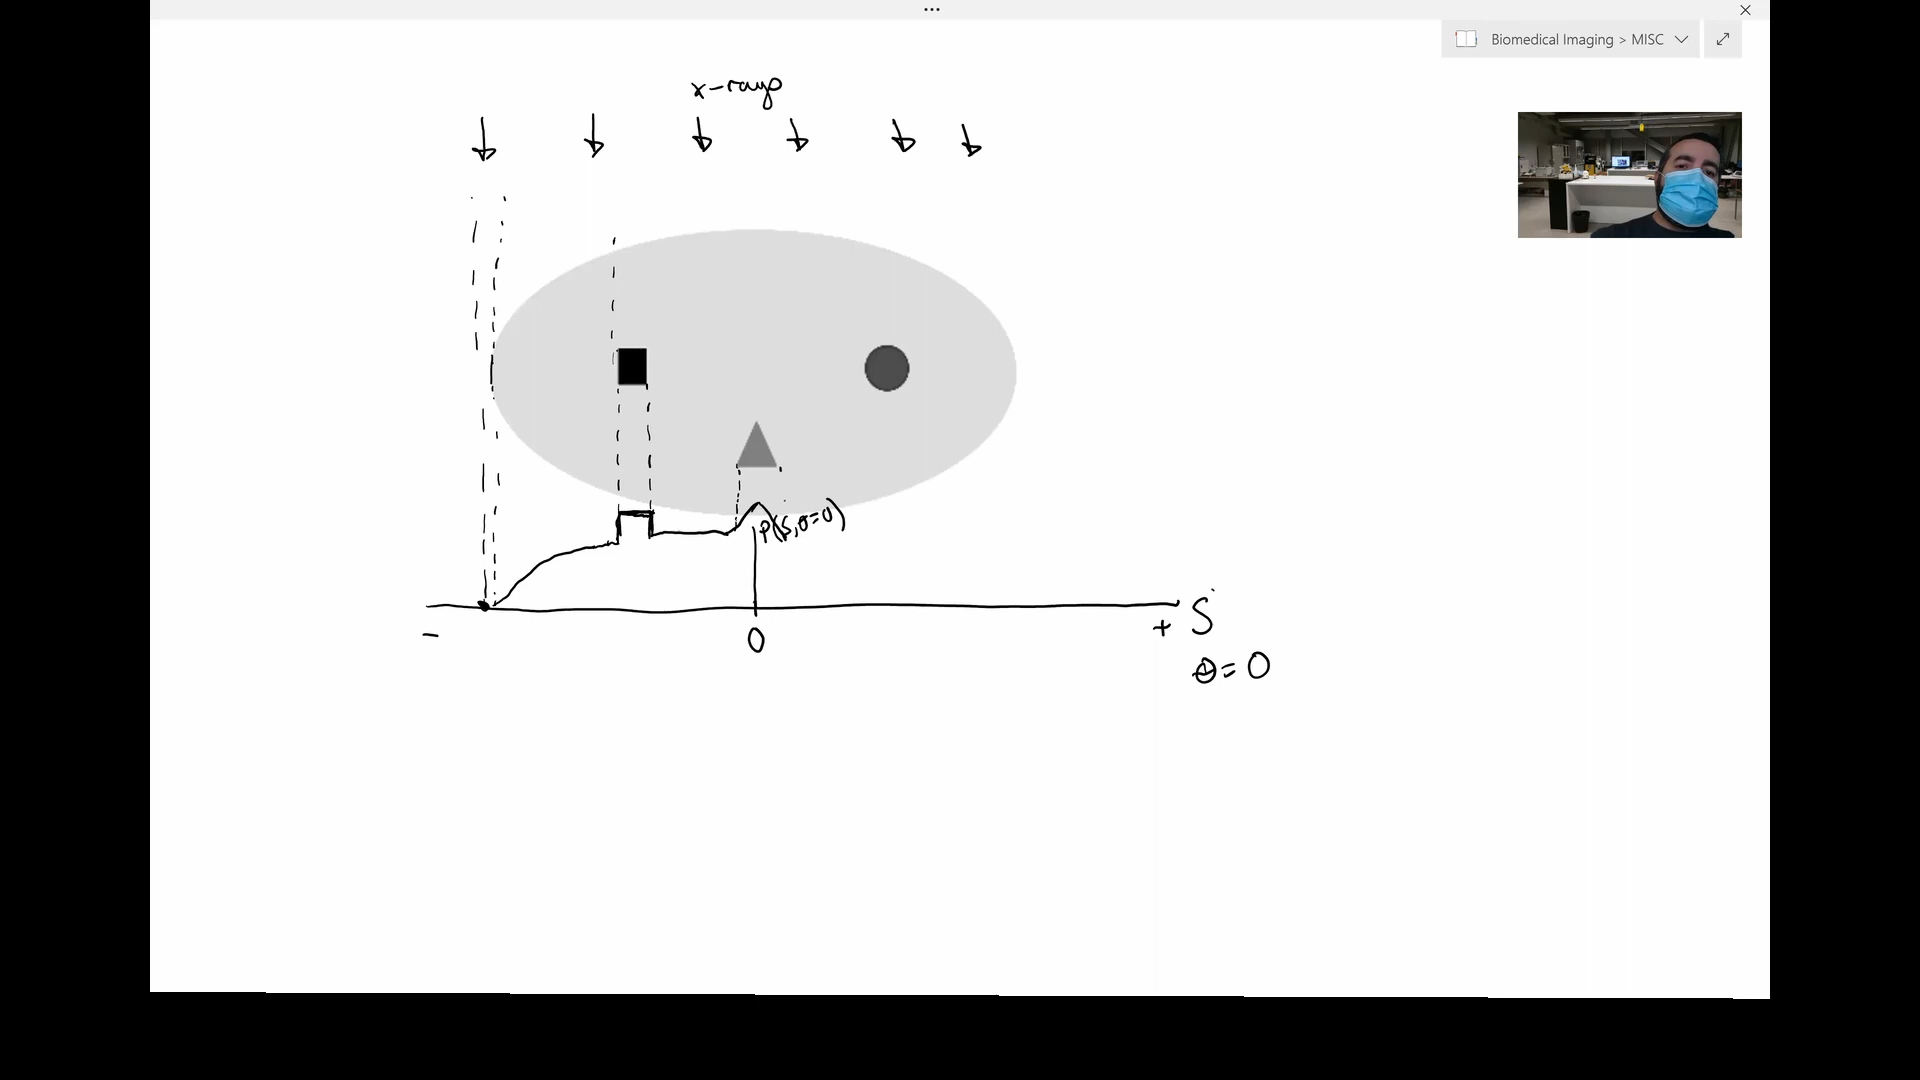 Biomedical Imaging > MISC
x-rays
P(S,θ=0)
- 0 + S
θ= 0